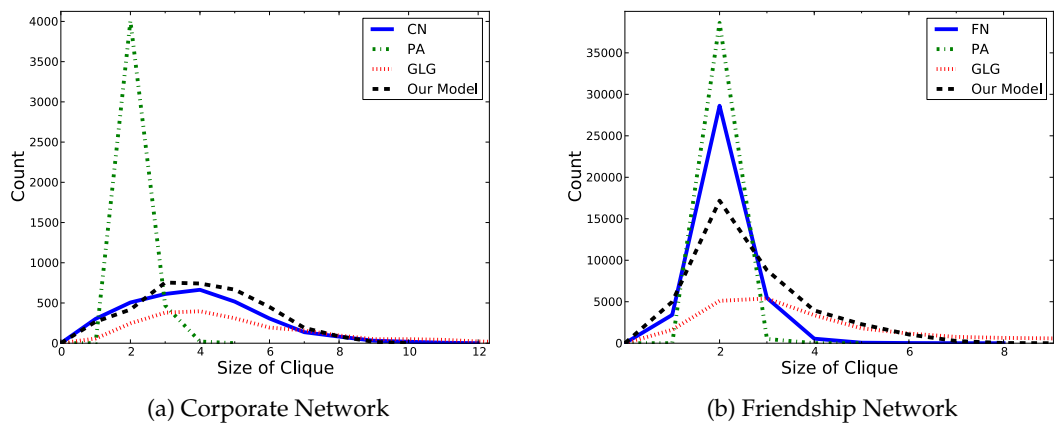 4000
3500
3000
2500
2000
1500
1000
500
0
Count
0 2 4 6 8 10 12
Size of Clique
CN
PA
GLG
Our Model
(a) Corporate Network
35000
30000
25000
20000
15000
10000
5000
0
Count
2 4 6 8
Size of Clique
FN
PA
GLG
Our Model
(b) Friendship Network